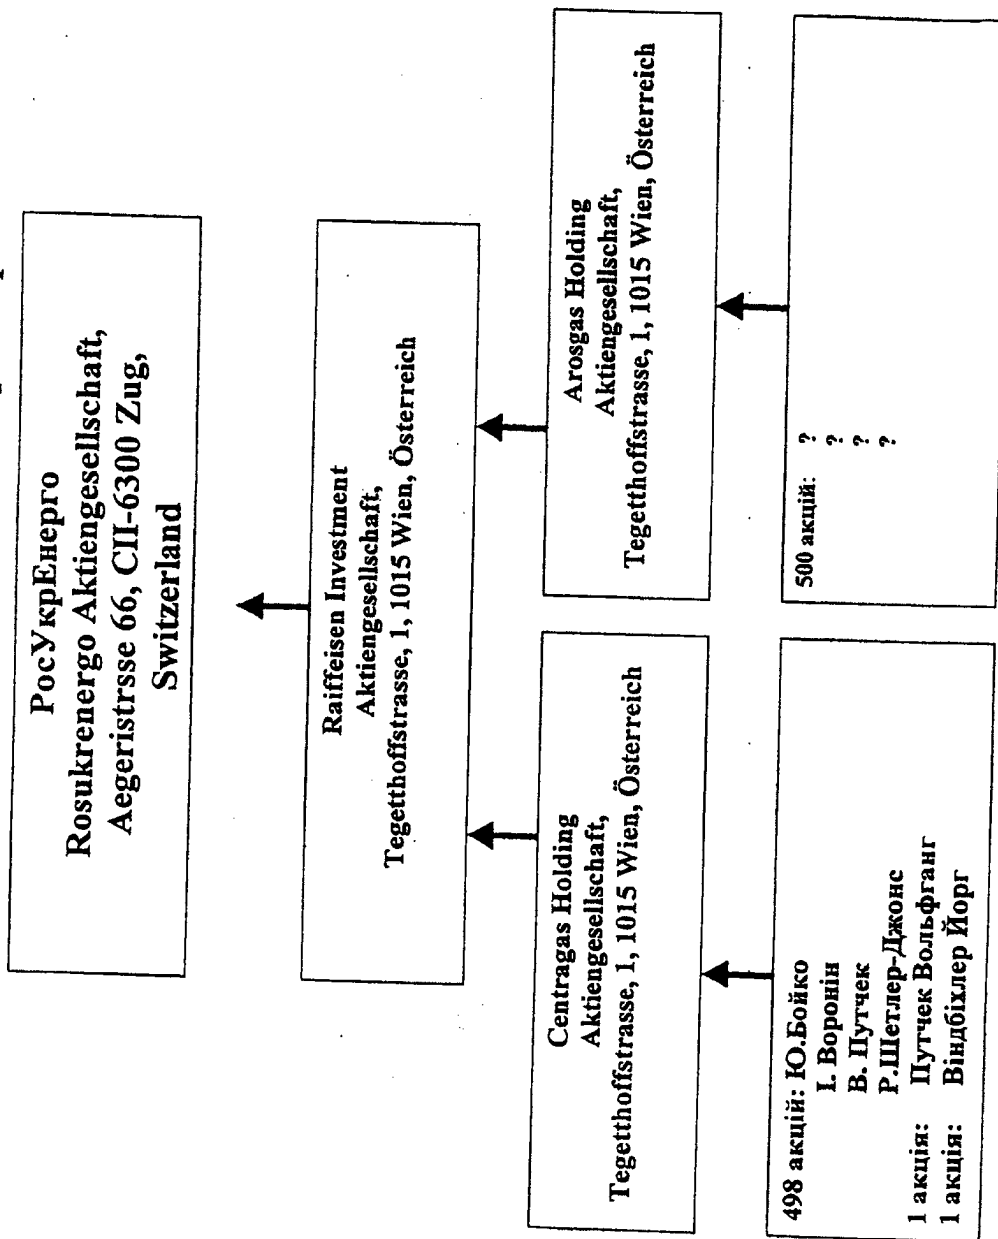 РосУкрЕнерго
Rosukrenergo Aktiengesellschaft,
Aegeristrsse 66, CII-6300 Zug,
Switzerland
Raiffeisen Investment
Aktiengesellschaft,
Tegetthoffstrasse, 1, 1015 Wien, Österreich
Centragas Holding
Aktiengesellschaft,
Tegetthoffstrasse, 1, 1015 Wien, Österreich
Arosgas Holding
Aktiengesellschaft,
Tegetthoffstrasse, 1, 1015 Wien, Österreich
498 акцій: Ю.Бойко
І. Воронін
В. Путчек
Р.Шетлер-Джонс
1 акція: Путчек Вольфганг
1 акція: Віндбіхлер Йорг
500 акцій: ?
?
?
?